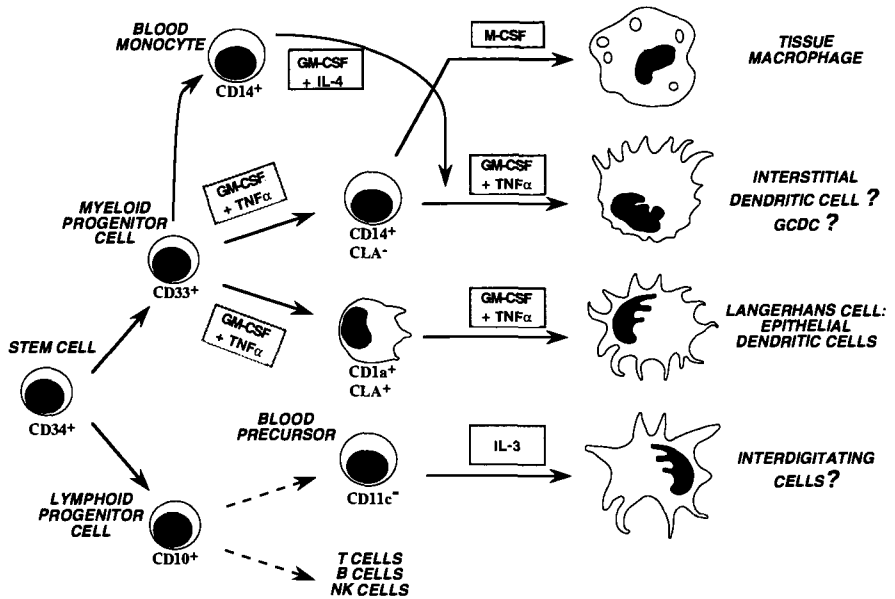 BLOOD
MONOCYTE
CD14+
GM-CSF
+ IL-4
M-CSF
TISSUE
MACROPHAGE
GM-CSF
+ TNFα
MYELOID
PROGENITOR
CELL
CD33+
CD14+
CLA-
GM-CSF
+ TNFα
INTERSTITIAL
DENDRITIC CELL ?
GCDC ?
GM-CSF
+ TNFα
CD1a+
CLA+
GM-CSF
+ TNFα
LANGERHANS CELL:
EPITHELIAL
DENDRITIC CELLS
STEM CELL
CD34+
BLOOD
PRECURSOR
CD11c-
IL-3
INTERDIGITATING
CELLS?
LYMPHOID
PROGENITOR
CELL
CD10+
T CELLS
B CELLS
NK CELLS